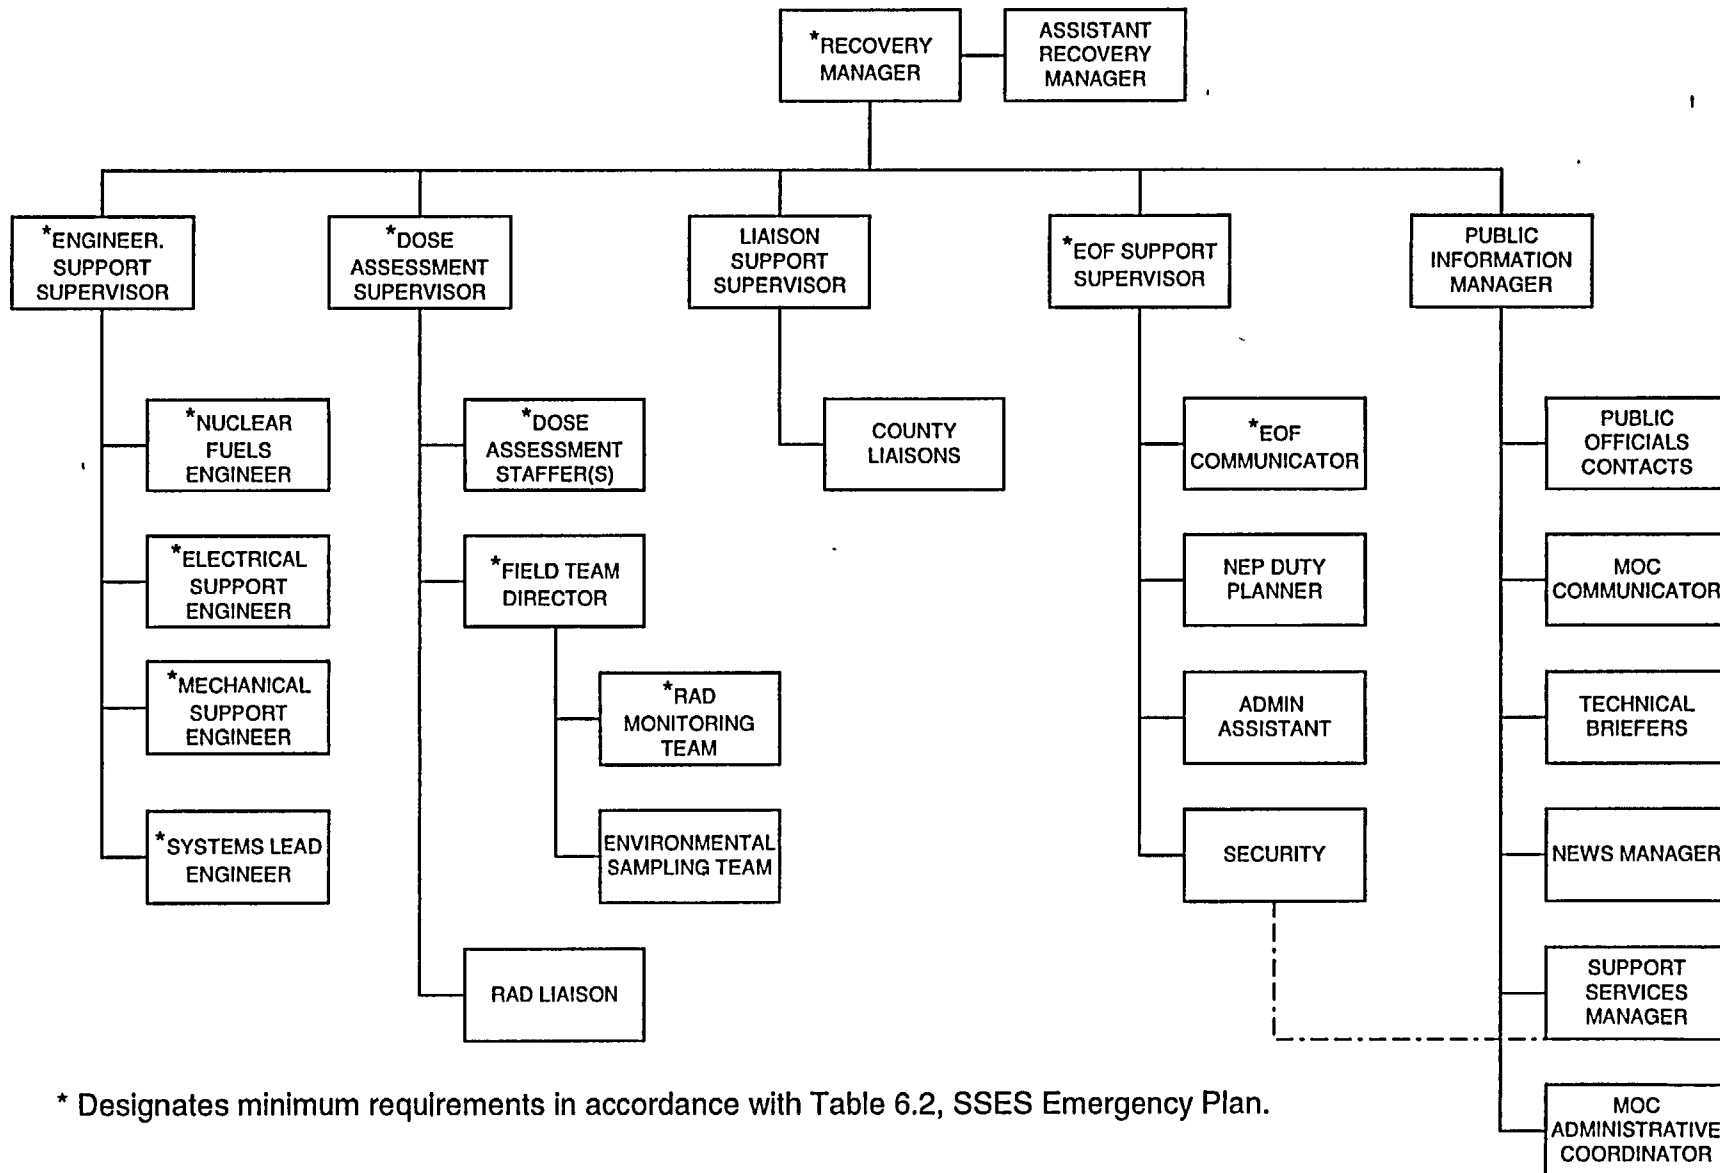 *RECOVERY
MANAGER
ASSISTANT
RECOVERY
MANAGER
*ENGINEER.
SUPPORT
SUPERVISOR
*DOSE
ASSESSMENT
SUPERVISOR
LIAISON
SUPPORT
SUPERVISOR
*EOF SUPPORT
SUPERVISOR
PUBLIC
INFORMATION
MANAGER
*NUCLEAR
FUELS
ENGINEER
*ELECTRICAL
SUPPORT
ENGINEER
*MECHANICAL
SUPPORT
ENGINEER
*SYSTEMS LEAD
ENGINEER
*DOSE
ASSESSMENT
STAFFER(S)
*FIELD TEAM
DIRECTOR
*RAD
MONITORING
TEAM
ENVIRONMENTAL
SAMPLING TEAM
RAD LIAISON
COUNTY
LIAISONS
*EOF
COMMUNICATOR
NEP DUTY
PLANNER
ADMIN
ASSISTANT
SECURITY
PUBLIC
OFFICIALS
CONTACTS
MOC
COMMUNICATOR
TECHNICAL
BRIEFERS
NEWS MANAGER
SUPPORT
SERVICES
MANAGER
MOC
ADMINISTRATIVE
COORDINATOR
* Designates minimum requirements in accordance with Table 6.2, SSES Emergency Plan.